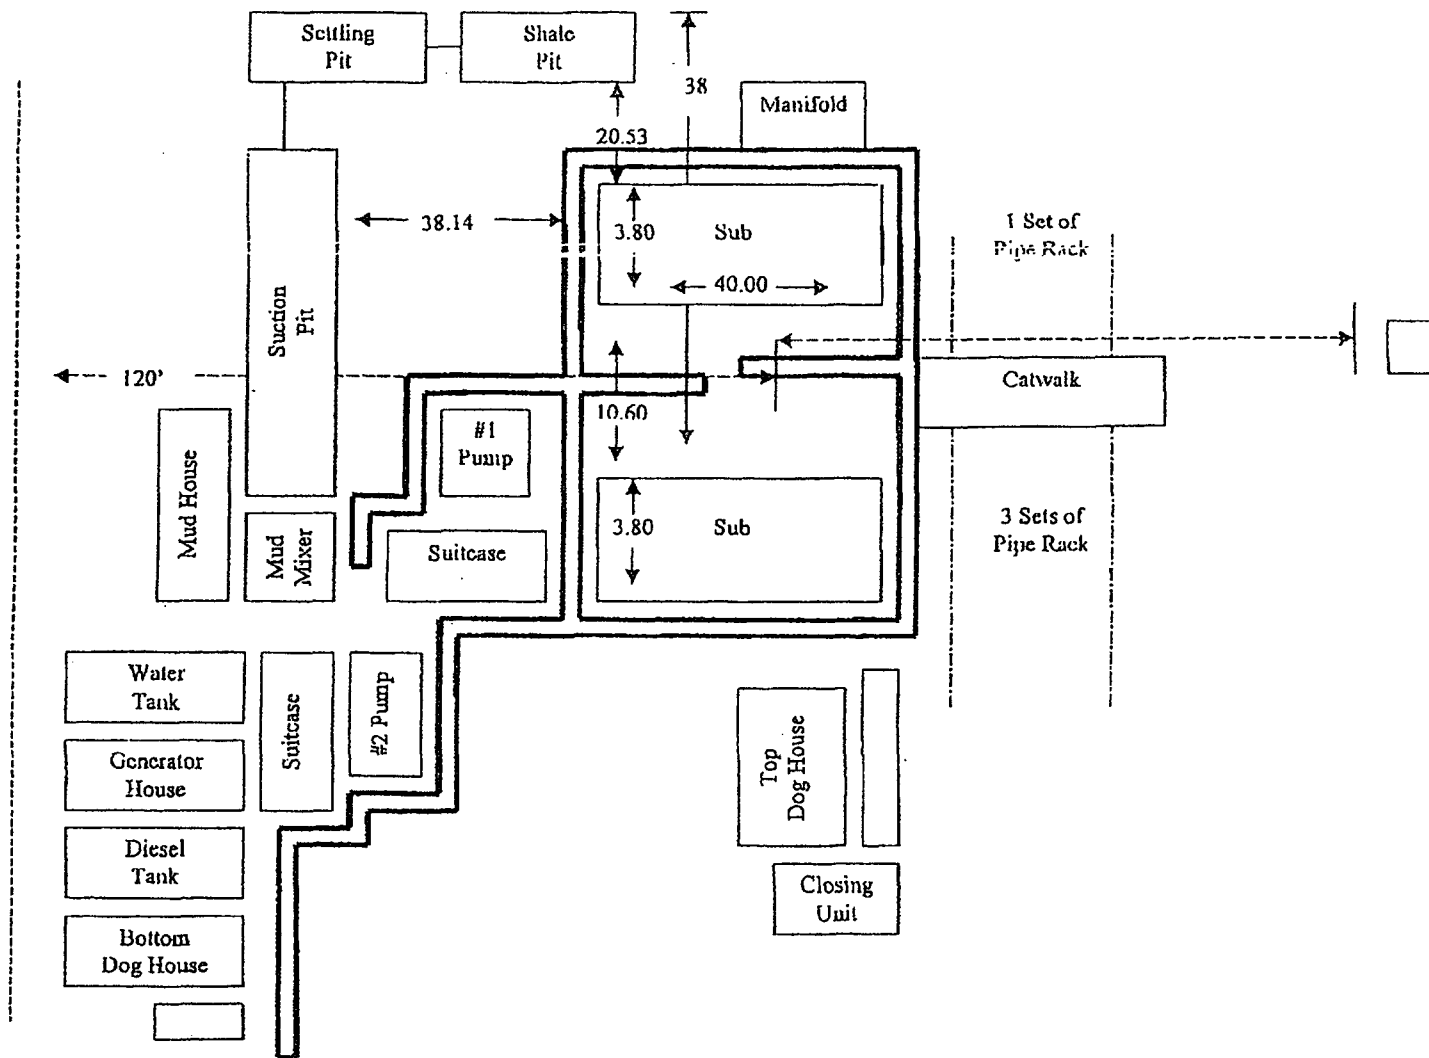 Settling
Pit
Shale
Pit
38
Manifold
20.53
38.14
3.80
Sub
40.00
1 Set of
Pipe Rack
Suction
Pit
120'
Catwalk
10.60
#1
Pump
Mud House
Mud
Mixer
Suitcase
3.80
Sub
3 Sets of
Pipe Rack
Water
Tank
Suitcase
#2 Pump
Generator
House
Top
Dog House
Diesel
Tank
Closing
Unit
Bottom
Dog House